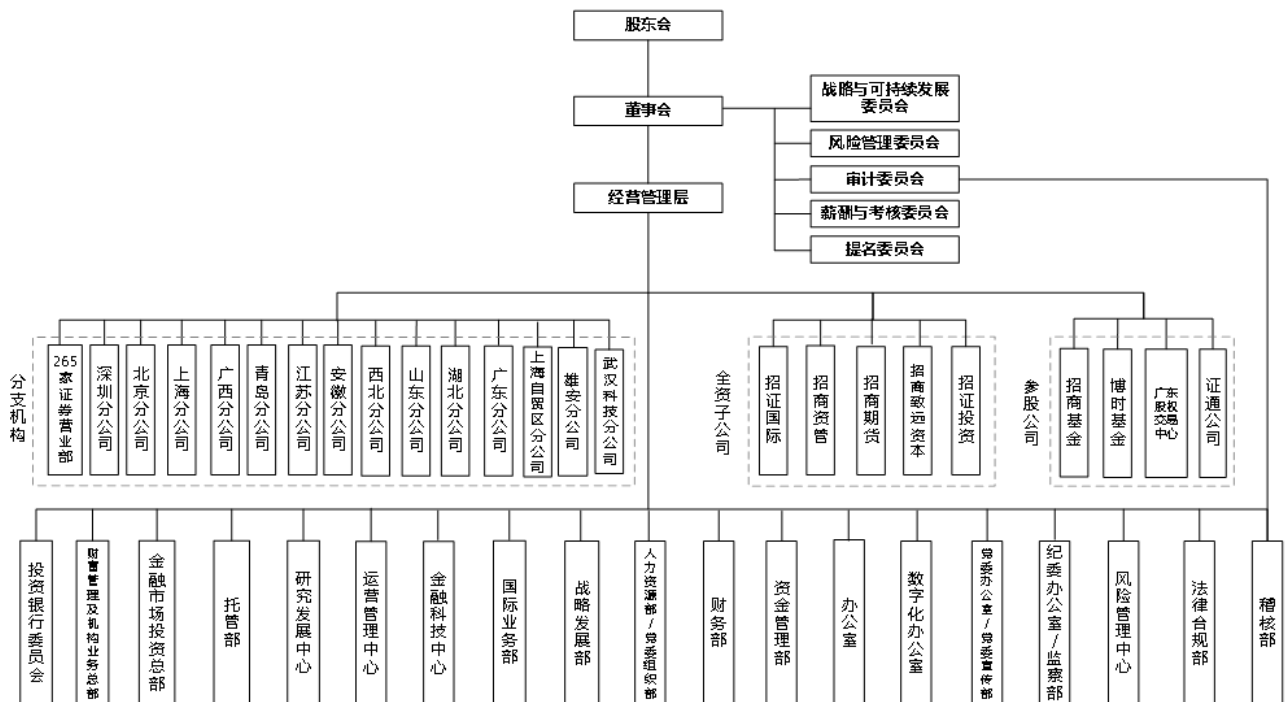 股东会
董事会
战略与可持续发展
委员会
风险管理委员会
经营管理层
审计委员会
薪酬与考核委员会
提名委员会
分支机构
265
家证券营业部
深圳分公司
北京分公司
上海分公司
广西分公司
青岛分公司
江苏分公司
安徽分公司
西北分公司
山东分公司
湖北分公司
广东分公司
上海自贸区分公司
雄安分公司
武汉科技分公司
全资子公司
招证国际
招商资管
招商期货
招商致远资本
招证投资
参股公司
招商基金
博时基金
广东
股权
交易
中心
证通公司
投资银行委员会
财富管理及机构业务总部
金融市场投资总部
托管部
研究发展中心
运营管理中心
金融科技中心
国际业务部
战略发展部
人力资源部/党委组织部
财务部
资金管理部
办公室
数字化办公室
党委办公室/党委宣传部
纪委办公室/监察部
风险管理中心
法律合规部
稽核部